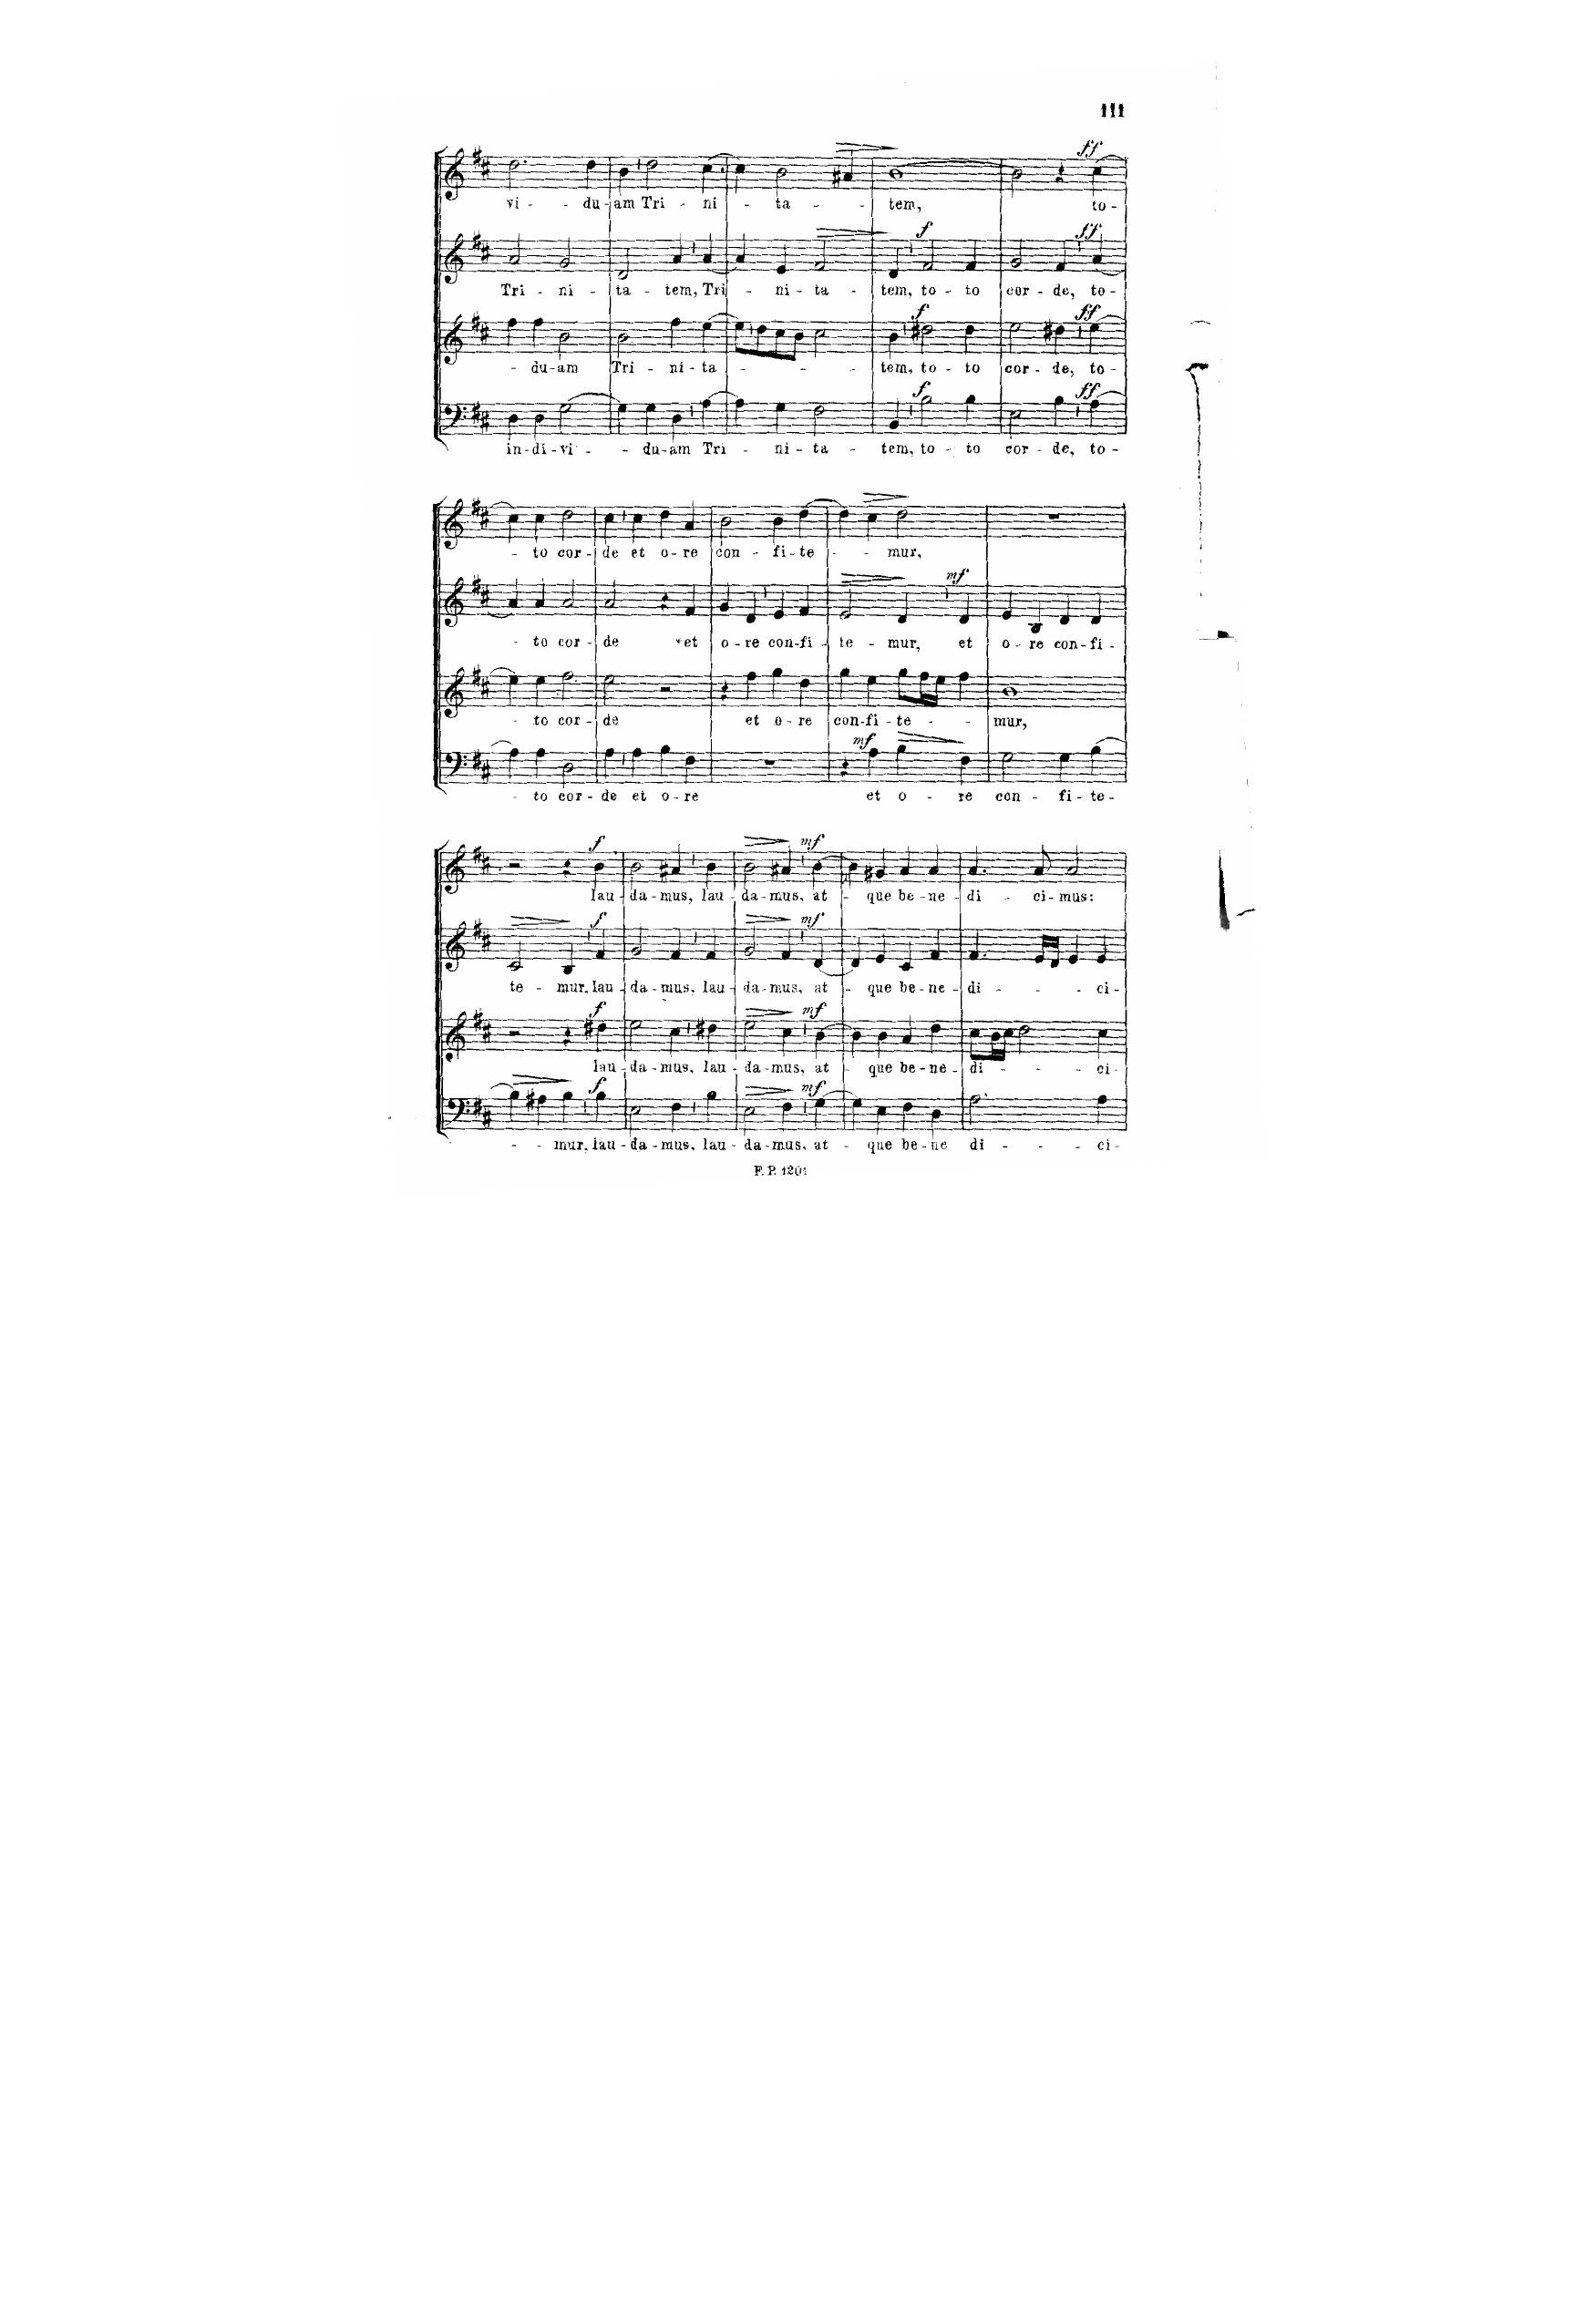 111
ff
vi - - du - am Tri - ni - ta - - tem, to -
f ff
Tri - ni - ta - tem, Tri - ni - ta - tem, to - to cor - de, to -
f ff
- du - am Tri - ni - ta - - - tem, to - to cor - de, to -
f ff
in - di - vi - - du - am Tri - ni - ta - tem, to - to cor - de, to -
- to cor - de et o - re con - fi - te - - mur,
mf
- to cor - de et o - re con - fi - te - mur, et o - re con - fi -
- to cor - de et o - re con - fi - te - - mur,
mf
- to cor - de et o - re et o - re con - fi - te -
f mf
lau - da - mus, lau - da - mus, at - que be - ne - di - ci - mus:
f mf
te - mur, lau - da - mus, lau - da - mus, at - que be - ne - di - - - ci -
f mf
lau - da - mus, lau - da - mus, at - que be - ne - di - - - ci -
f mf
- - mur, lau - da - mus, lau - da - mus, at - que be - ne di - - - ci -
F. P. 1201